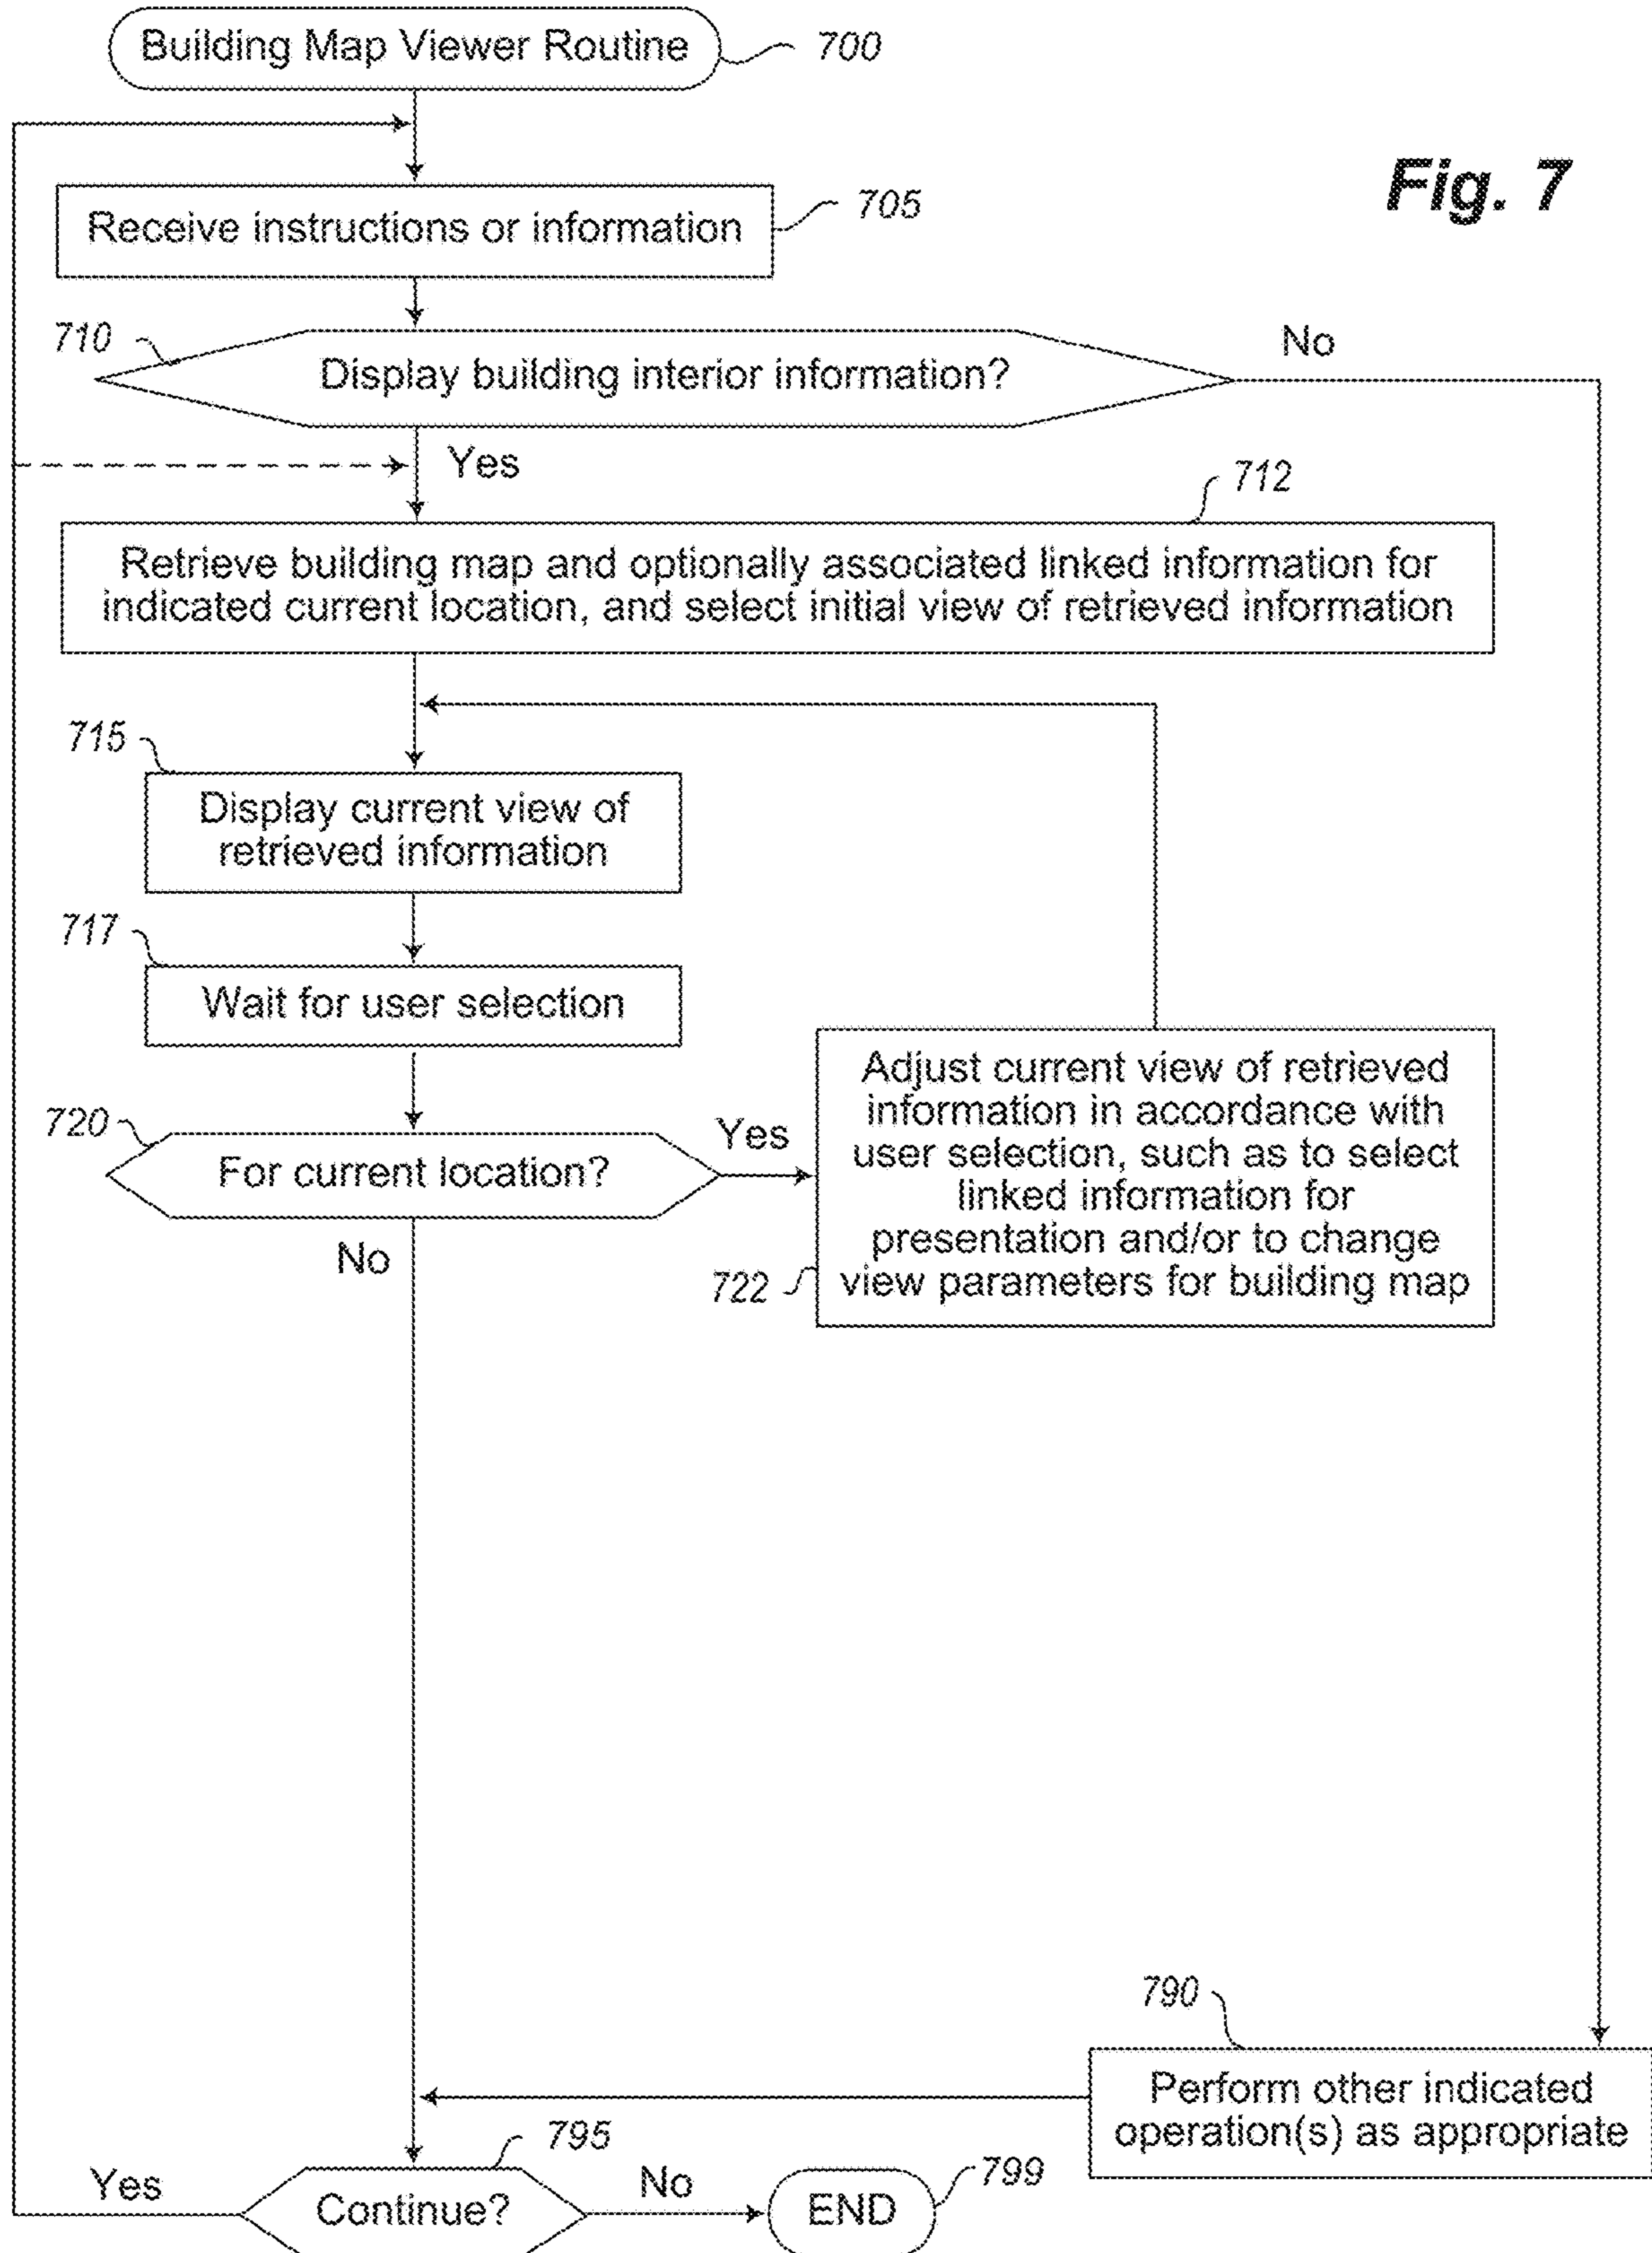 Building Map Viewer Routine
700
Fig. 7
Receive instructions or information
705
710
Display building interior information?
No
Yes
712
Retrieve building map and optionally associated linked information for
indicated current location, and select initial view of retrieved information
715
Display current view of
retrieved information
717
Wait for user selection
720
For current location?
Yes
No
Adjust current view of retrieved
information in accordance with
user selection, such as to select
linked information for
presentation and/or to change
view parameters for building map
722
790
Perform other indicated
operation(s) as appropriate
795
Yes
Continue?
No
END
799